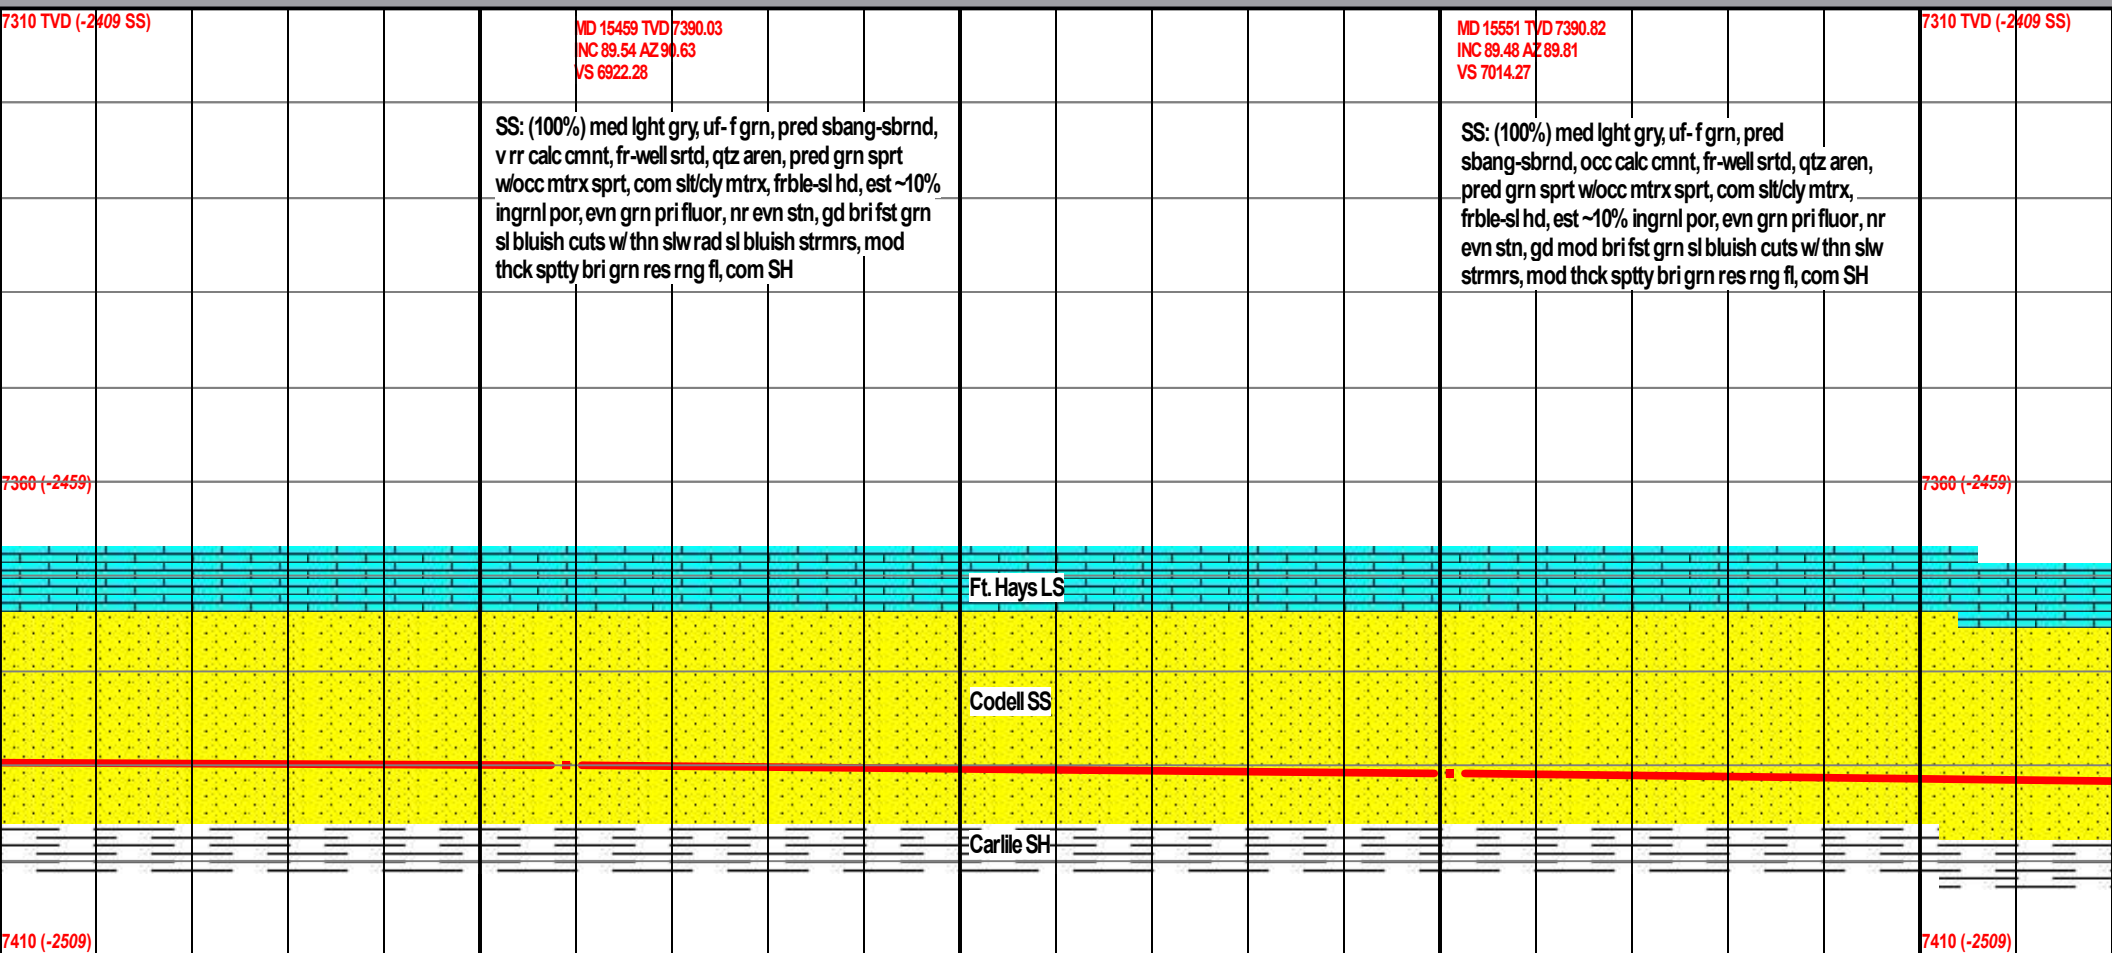 7310 TVD (-2409 SS)
MD 15459 TVD 7390.03
INC 89.54 AZ 90.63
VS 6922.28
MD 15551 TVD 7390.82
INC 89.48 AZ 89.81
VS 7014.27
7310 TVD (-2409 SS)
SS: (100%) med lght gry, uf- f grn, pred sbang-sbrnd,
v rr calc cmnt, fr-well srtd, qtz aren, pred grn sprt
w/occ mtrx sprt, com slt/cly mtrx, frble-sl hd, est ~10%
ingrnl por, evn grn pri fluor, nr evn stn, gd bri fst grn
sl bluish cuts w/ thn slw rad sl bluish strmrs, mod
thck sptty bri grn res rng fl, com SH
SS: (100%) med lght gry, uf- f grn, pred
sbang-sbrnd, occ calc cmnt, fr-well srtd, qtz aren,
pred grn sprt w/occ mtrx sprt, com slt/cly mtrx,
frble-sl hd, est ~10% ingrnl por, evn grn pri fluor, nr
evn stn, gd mod bri fst grn sl bluish cuts w/ thn slw
strmrs, mod thck sptty bri grn res rng fl, com SH
7360 (-2459)
7360 (-2459)
Ft. Hays LS
Codell SS
Carlile SH
7410 (-2509)
7410 (-2509)